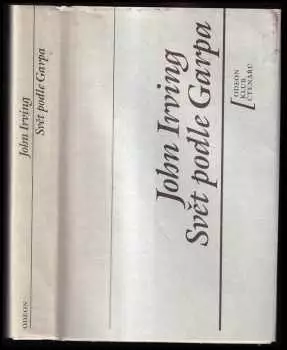 John Irving
Svět podle Garpa
ODEON
John Irving
Svět podle Garpa
ODEON
KLUB
ČTENÁŘŮ